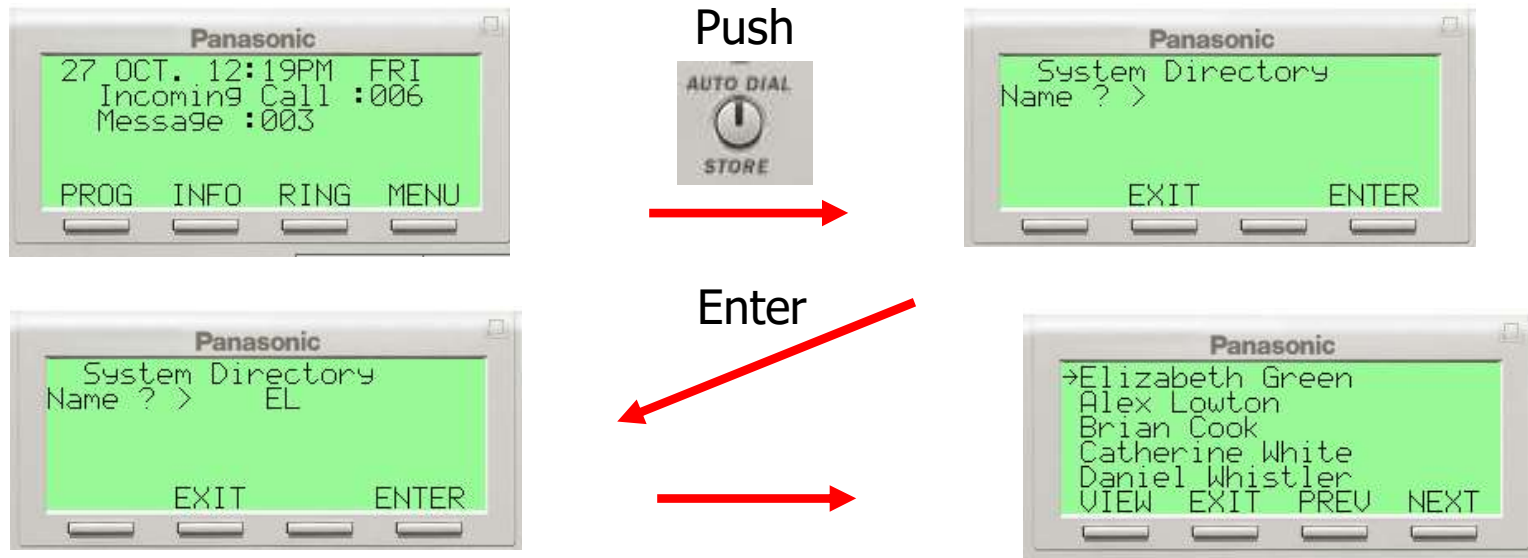 Panasonic
27 OCT. 12:19PM FRI
Incoming Call :006
Message :003
PROG INFO RING MENU
Push
AUTO DIAL
STORE
Panasonic
System Directory
Name ? >
EXIT ENTER
Enter
Panasonic
System Directory
Name ? > EL
EXIT ENTER
Panasonic
→Elizabeth Green
Alex Lowton
Brian Cook
Catherine White
Daniel Whistler
VIEW EXIT PREV NEXT